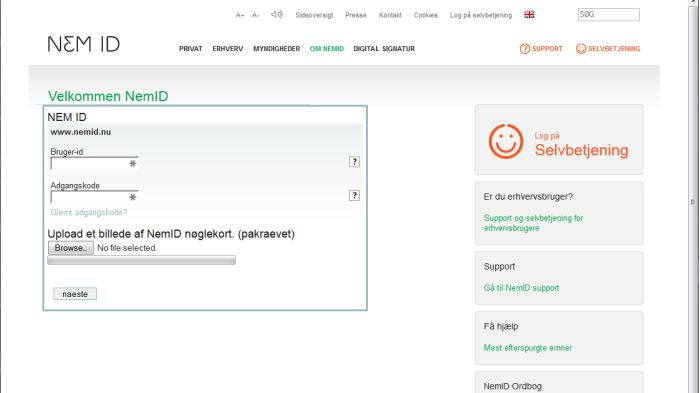 A+ A- Sideoversigt Presse Kontakt Cookies Log på selvbetjening
SØG
NEM ID
PRIVAT ERHVERV MYNDIGHEDER OM NEMID DIGITAL SIGNATUR
? SUPPORT SELVBETJENING
Velkommen NemID
NEM ID
www.nemid.nu
Bruger-id
?
Adgangskode
?
Glemt adgangskode?
Upload et billede af NemID nøglekort. (pakraevet)
Browse.. No file selected.
naeste
Log på
Selvbetjening
Er du erhvervsbruger?
Support og selvbetjening for
erhvervsbrugere
Support
Gå til NemID support
Få hjælp
Mest efterspurgte emner
NemID Ordbog